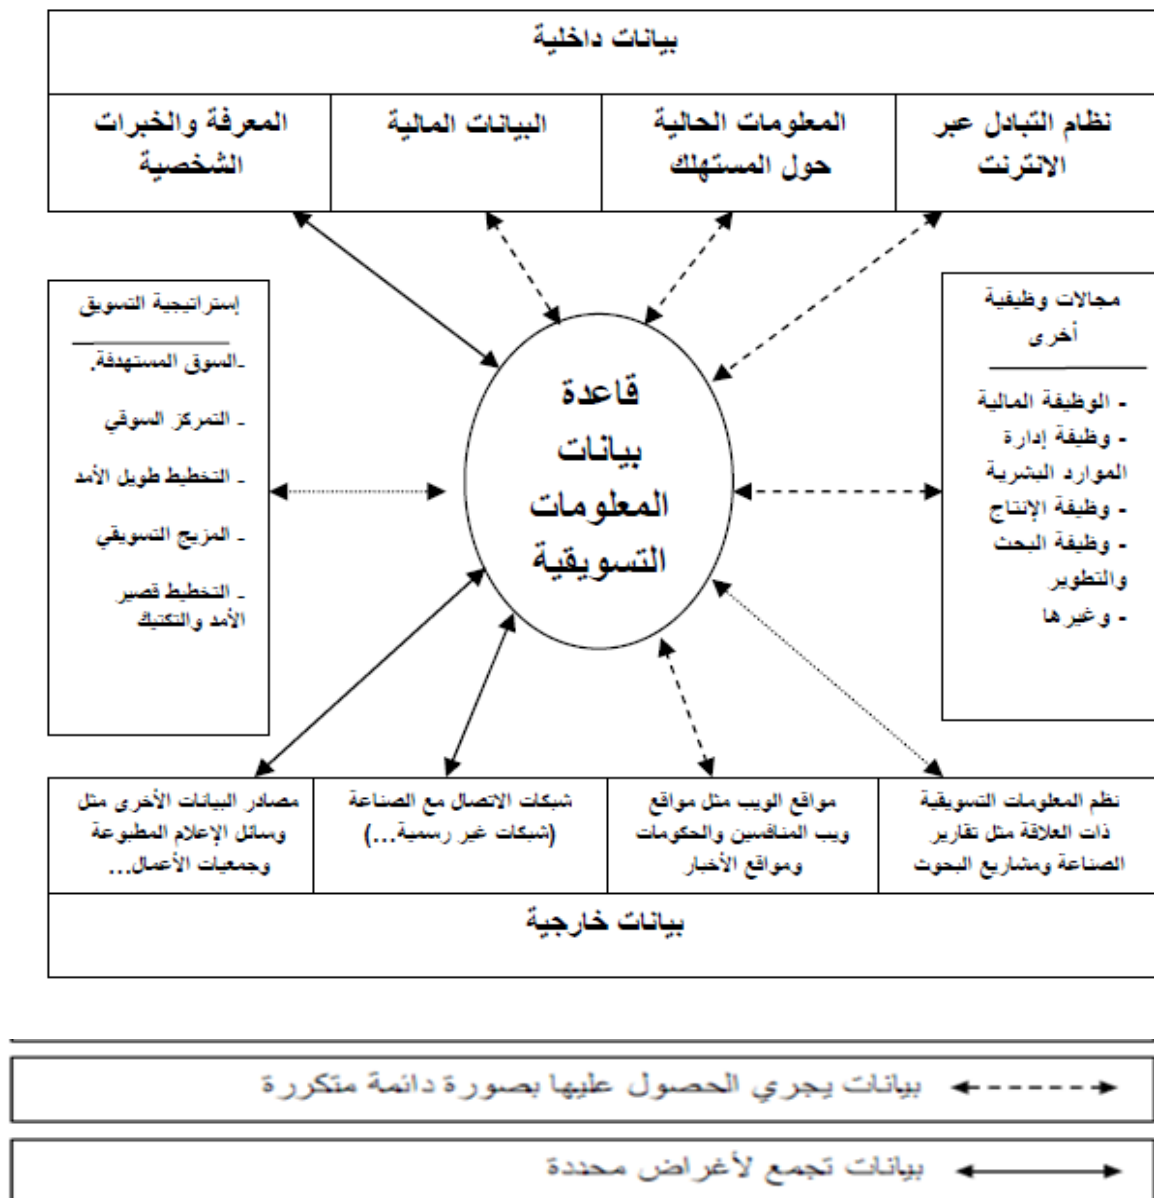 بيانات داخلية
نظام التبادل عبر
الانترنت
المعلومات الحالية
حول المستهلك
البيانات المالية
المعرفة والخبرات
الشخصية
مجالات وظيفية
أخرى
- الوظيفة المالية
- وظيفة إدارة
الموارد البشرية
- وظيفة الإنتاج
- وظيفة البحث
والتطوير
- وغيرها
قاعدة
بيانات
المعلومات
التسويقية
إستراتيجية التسويق
-السوق المستهدفة.
- التمركز السوقي
- التخطيط طويل الأمد
- المزيج التسويقي
- التخطيط قصير
الأمد والتكتيك
نظم المعلومات التسويقية
ذات العلاقة مثل تقارير
الصناعة ومشاريع البحوث
مواقع الويب مثل مواقع
ويب المنافسين والحكومات
ومواقع الأخبار
شبكات الاتصال مع الصناعة
(شبكات غير رسمية...)
مصادر البيانات الأخرى مثل
وسائل الإعلام المطبوعة
وجمعيات الأعمال...
بيانات خارجية
بيانات يجري الحصول عليها بصورة دائمة متكررة
بيانات تجمع لأغراض محددة